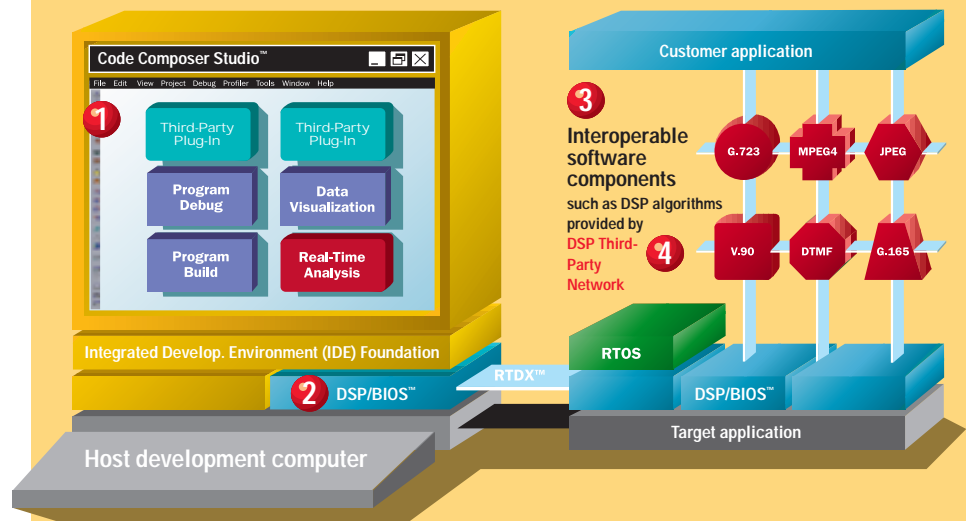 Code Composer Studio™
File Edit View Project Debug Profiler Tools Window Help
1
Third-Party
Plug-In
Third-Party
Plug-In
Program
Debug
Data
Visualization
Program
Build
Real-Time
Analysis
Integrated Develop. Environment (IDE) Foundation
2
DSP/BIOS™
Host development computer
RTDX™
Customer application
3
Interoperable
software
components
such as DSP algorithms
provided by
DSP Third-
Party
Network
4
G.723
MPEG4
JPEG
V.90
DTMF
G.165
RTOS
DSP/BIOS™
Target application